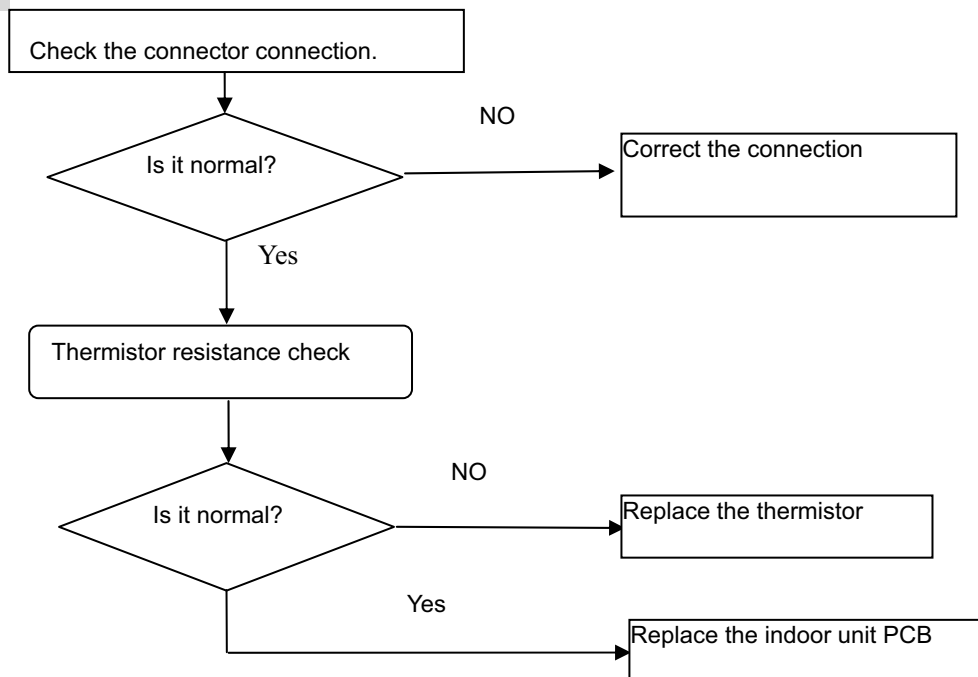 Check the connector connection.
NO
Is it normal?
Correct the connection
Yes
Thermistor resistance check
NO
Is it normal?
Replace the thermistor
Yes
Replace the indoor unit PCB